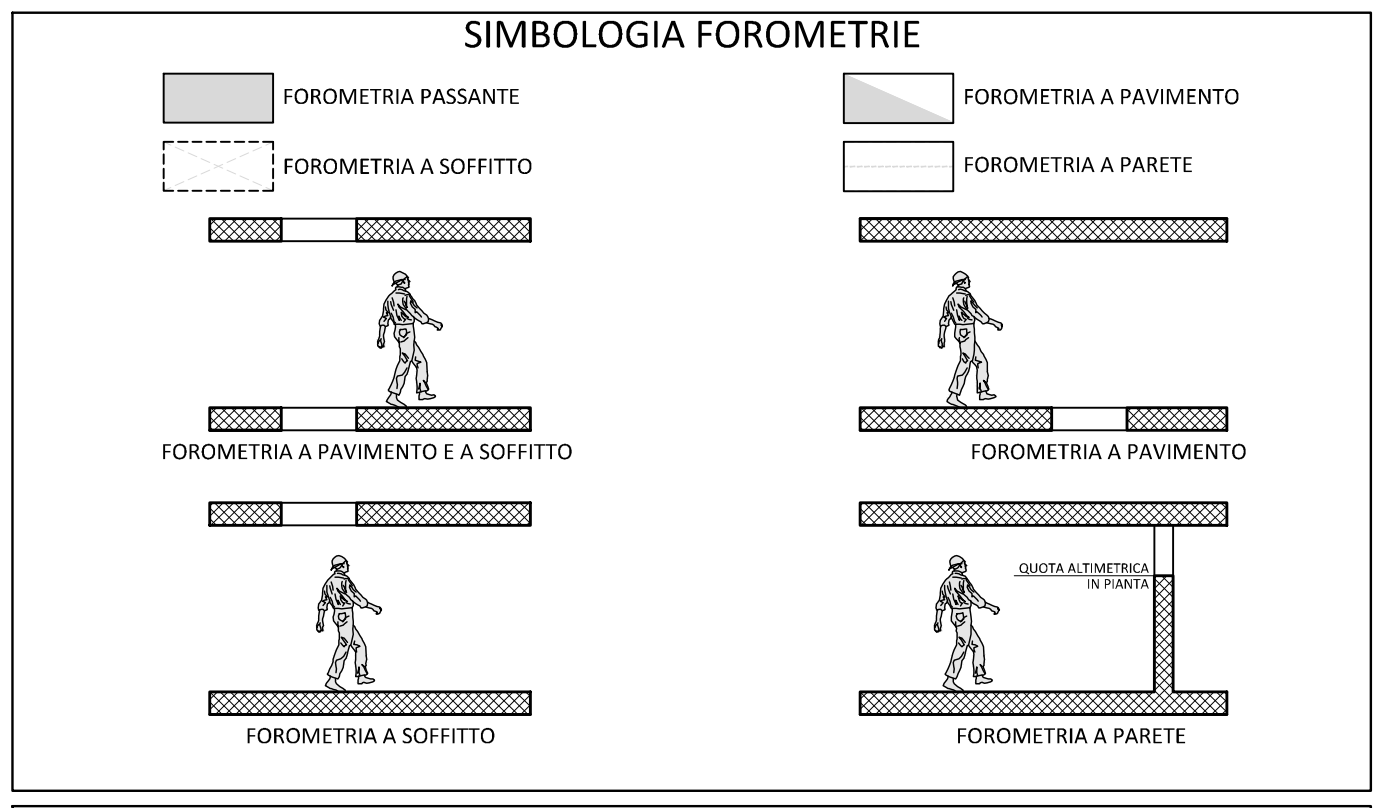 SIMBOLOGIA FOROMETRIE
FOROMETRIA PASSANTE
FOROMETRIA A PAVIMENTO
FOROMETRIA A SOFFITTO
FOROMETRIA A PARETE
FOROMETRIA A PAVIMENTO E A SOFFITTO
FOROMETRIA A PAVIMENTO
QUOTA ALTIMETRICA
IN PIANTA
FOROMETRIA A SOFFITTO
FOROMETRIA A PARETE